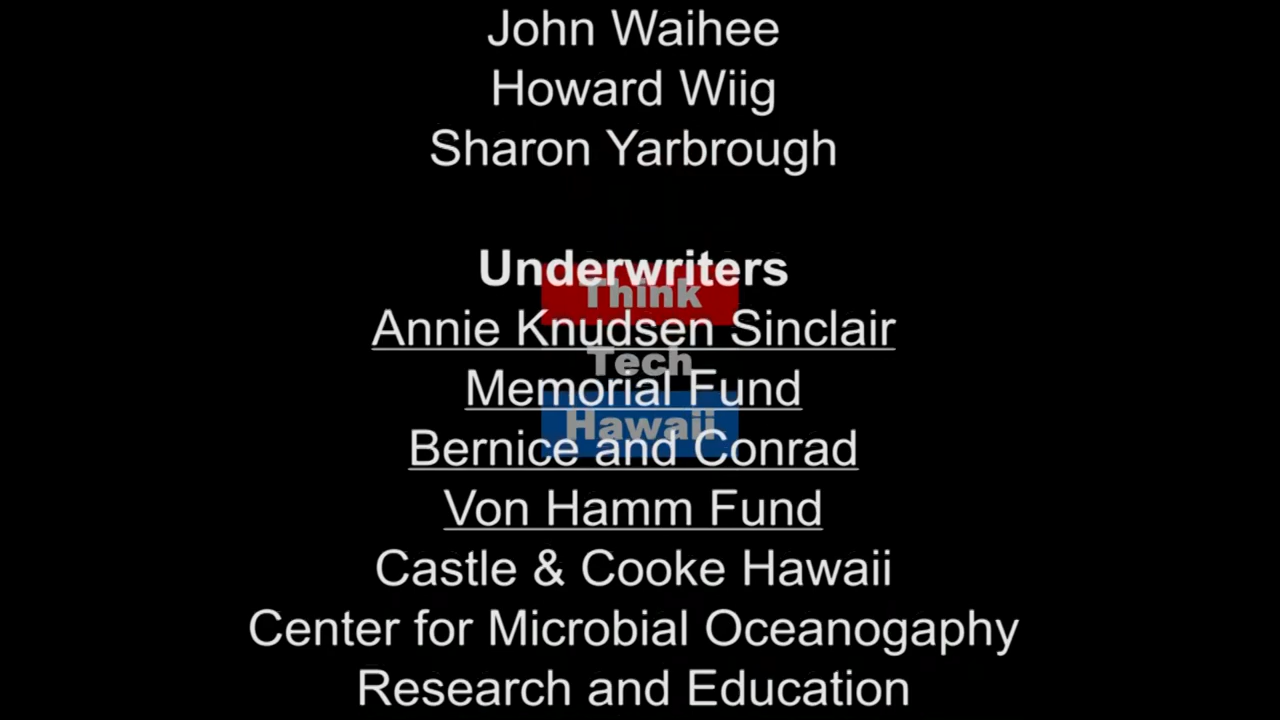 John Waihee
Howard Wiig
Sharon Yarbrough
Underwriters
Think
Annie Knudsen Sinclair
Tech
Memorial Fund
Hawaii
Bernice and Conrad
Von Hamm Fund
Castle & Cooke Hawaii
Center for Microbial Oceanogaphy
Research and Education